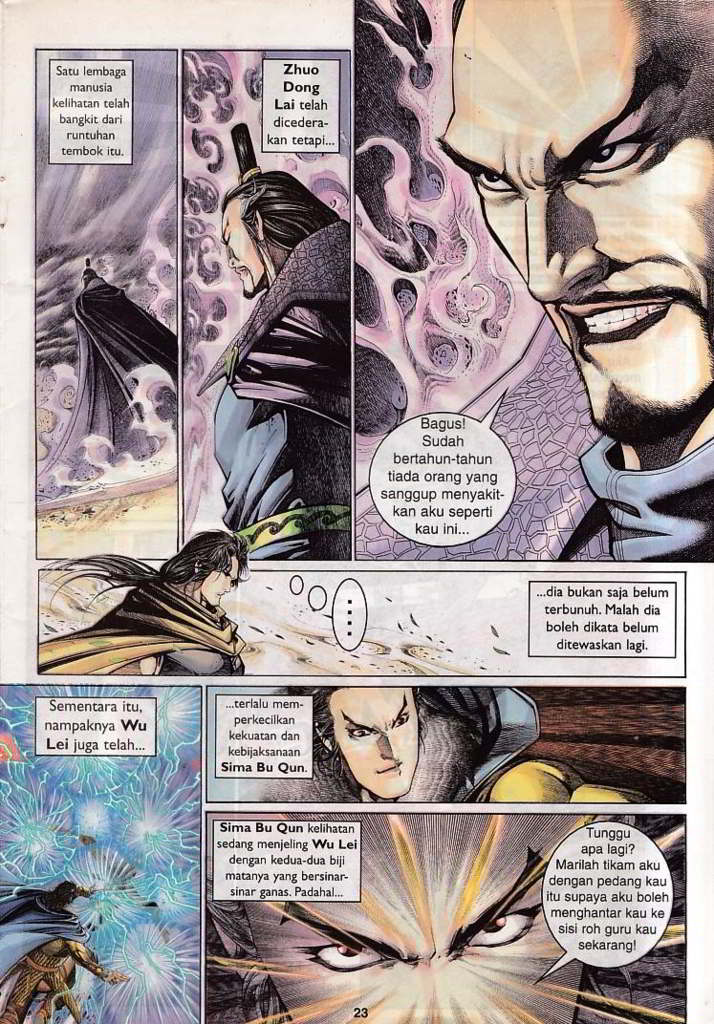 Satu lembaga
manusia
kelihatan telah
bangkit dari
runtuhan
tembok itu.
Zhuo
Dong
Lai telah
dicedera-
kan tetapi...
Bagus!
Sudah
bertahun-tahun
tiada orang yang
sanggup menyakit-
kan aku seperti
kau ini...
....
...dia bukan saja belum
terbunuh. Malah dia
boleh dikata belum
ditewaskan lagi.
Sementara itu,
nampaknya Wu
Lei juga telah...
...terlalu mem-
perkecilkan
kekuatan dan
kebijaksanaan
Sima Bu Qun.
Sima Bu Qun kelihatan
sedang menjeling Wu Lei
dengan kedua-dua biji
matanya yang bersinar-
sinar ganas. Padahal...
Tunggu
apa lagi?
Marilah tikam aku
dengan pedang kau
itu supaya aku boleh
menghantar kau ke
sisi roh guru kau
sekarang!
23